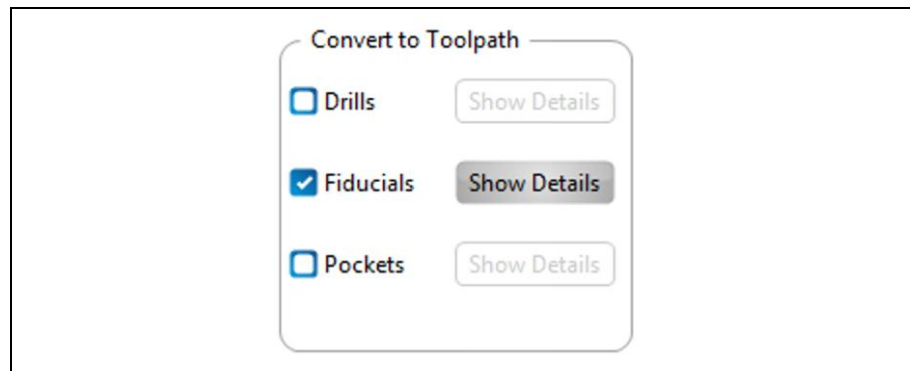 Convert to Toolpath
Drills Show Details
Fiducials Show Details
Pockets Show Details